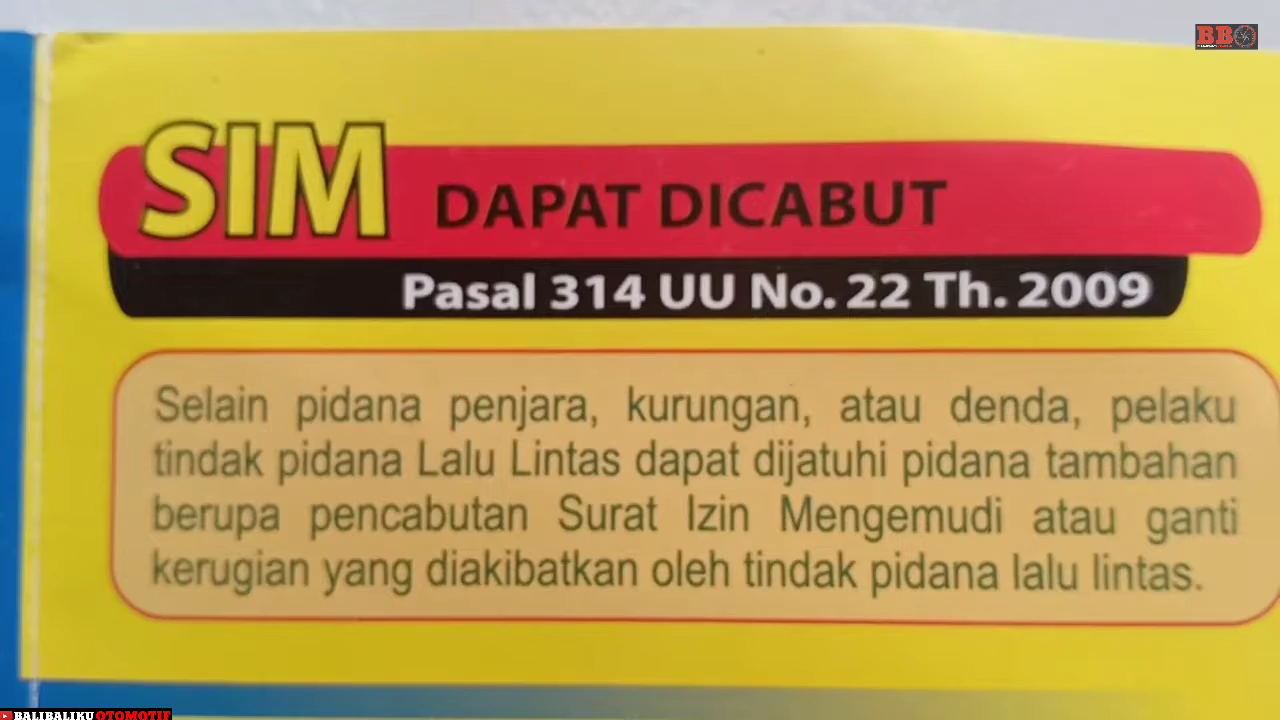 BB
SIM DAPAT DICABUT
Pasal 314 UU No. 22 Th. 2009
Selain pidana penjara, kurungan, atau denda, pelaku
tindak pidana Lalu Lintas dapat dijatuhi pidana tambahan
berupa pencabutan Surat Izin Mengemudi atau ganti
kerugian yang diakibatkan oleh tindak pidana lalu lintas.
BALIBALIKUOTOMOTIF